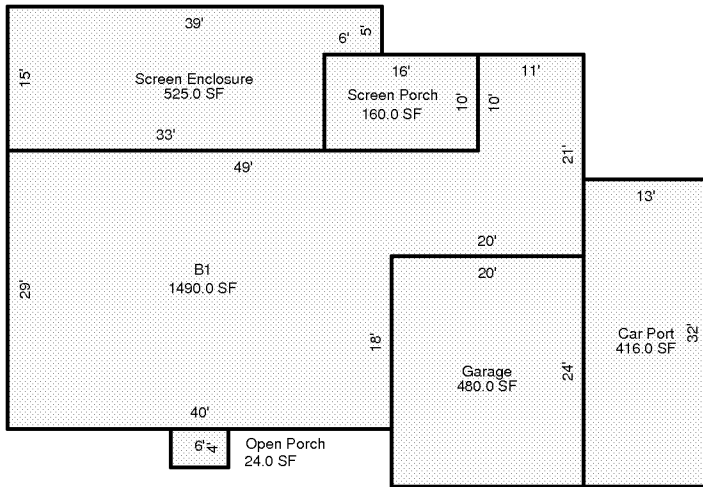 39'
6'
5'
15'
Screen Enclosure
525.0 SF
16'
11'
Screen Porch
160.0 SF
10'
10'
33'
49'
21'
13'
20'
B1
1490.0 SF
20'
29'
18'
Car Port
416.0 SF
32'
Garage
480.0 SF
24'
40'
6'
4'
Open Porch
24.0 SF